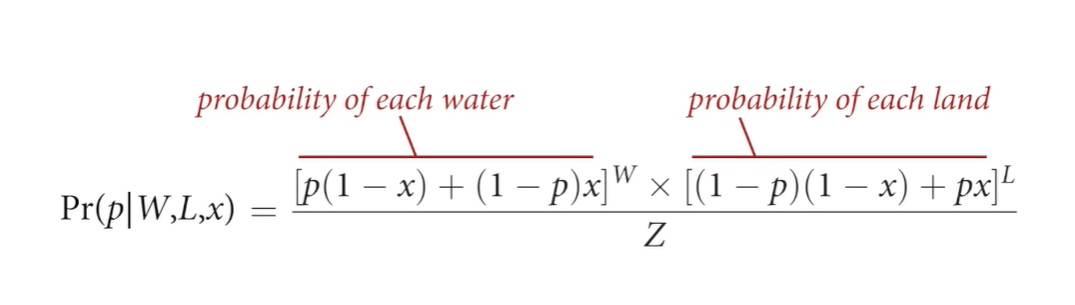 probability of each water
probability of each land
Pr(p|W,L,x) = [p(1 − x) + (1 − p)x]^W × [(1 − p)(1 − x) + px]^L
Z